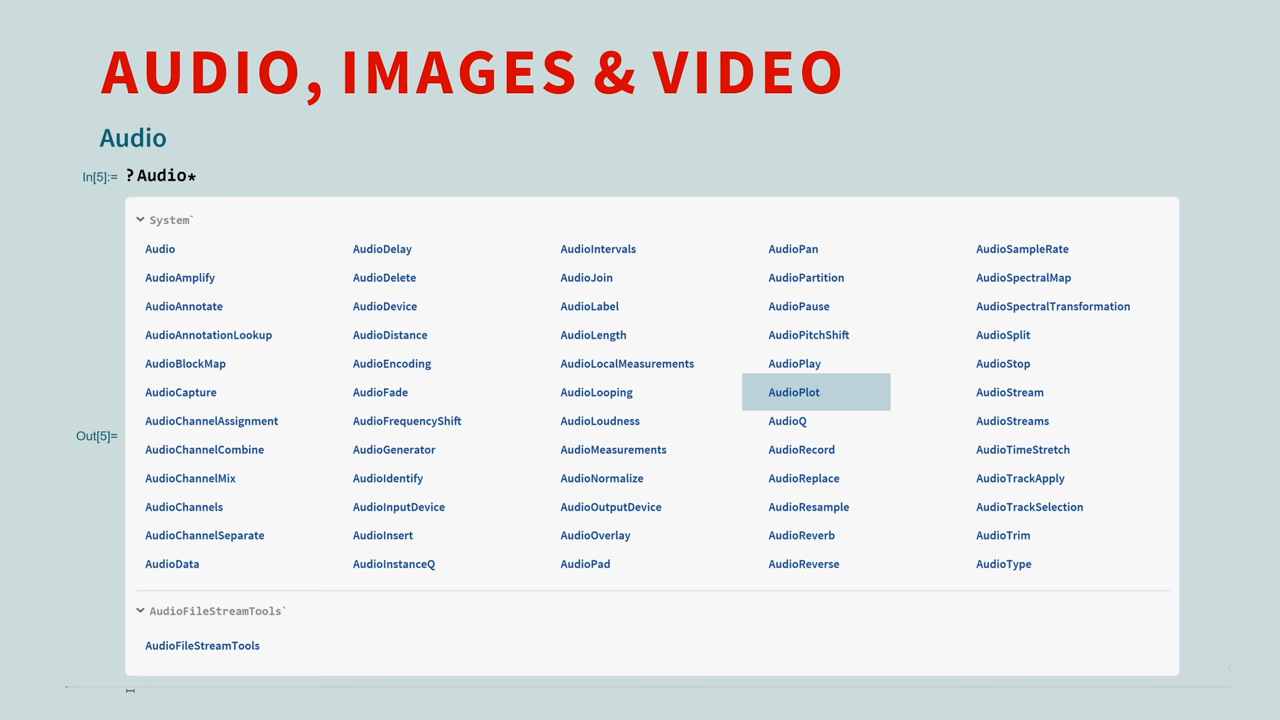 AUDIO, IMAGES & VIDEO
Audio
In[5]:= ?Audio*
System`
Audio AudioDelay AudioIntervals AudioPan AudioSampleRate
AudioAmplify AudioDelete AudioJoin AudioPartition AudioSpectralMap
AudioAnnotate AudioDevice AudioLabel AudioPause AudioSpectralTransformation
AudioAnnotationLookup AudioDistance AudioLength AudioPitchShift AudioSplit
AudioBlockMap AudioEncoding AudioLocalMeasurements AudioPlay AudioStop
AudioCapture AudioFade AudioLooping AudioPlot AudioStream
AudioChannelAssignment AudioFrequencyShift AudioLoudness AudioQ AudioStreams
Out[5]=
AudioChannelCombine AudioGenerator AudioMeasurements AudioRecord AudioTimeStretch
AudioChannelMix AudioIdentify AudioNormalize AudioReplace AudioTrackApply
AudioChannels AudioInputDevice AudioOutputDevice AudioResample AudioTrackSelection
AudioChannelSeparate AudioInsert AudioOverlay AudioReverb AudioTrim
AudioData AudioInstanceQ AudioPad AudioReverse AudioType
AudioFileStreamTools`
AudioFileStreamTools